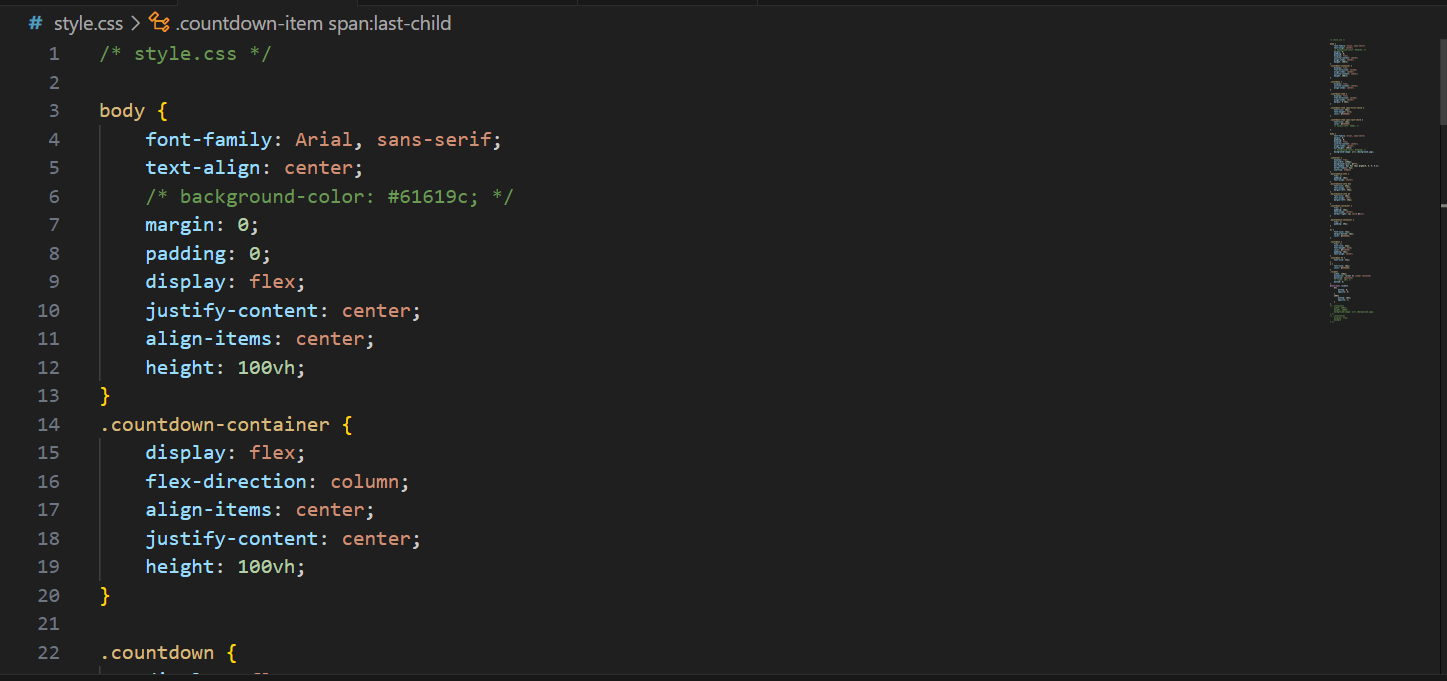 # style.css > .countdown-item span:last-child
1 /* style.css */
2
3 body {
4 font-family: Arial, sans-serif;
5 text-align: center;
6 /* background-color: #61619c; */
7 margin: 0;
8 padding: 0;
9 display: flex;
10 justify-content: center;
11 align-items: center;
12 height: 100vh;
13 }
14 .countdown-container {
15 display: flex;
16 flex-direction: column;
17 align-items: center;
18 justify-content: center;
19 height: 100vh;
20 }
21
22 .countdown {